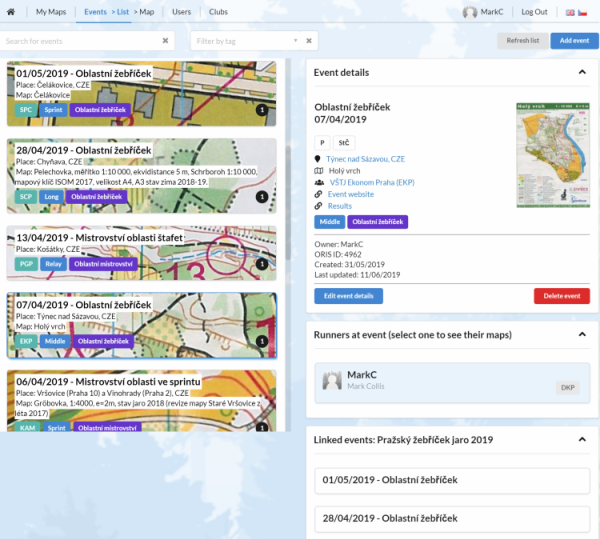 My Maps Events > List > Map Users Clubs MarkC Log Out
Search for events Filter by tag Refresh list Add event
01/05/2019 - Oblastní žebříček
Place: Čelákovice, CZE
Map: Čelákovice
SPC Sprint Oblastní žebříček 1
28/04/2019 - Oblastní žebříček
Place: Chyňava, CZE
Map: Pelechovka, měřítko 1:10 000, ekvidistance 5 m, Schrboroh 1:10 000,
mapový klíč ISOM 2017, velikost A4, A3 stav zima 2018-19.
SCP Long Oblastní žebříček 1
13/04/2019 - Mistrovství oblasti štafet
Place: Košátky, CZE
PGP Relay Oblastní mistrovství 1
07/04/2019 - Oblastní žebříček
Place: Týnec nad Sázavou, CZE
Map: Holý vrch
EKP Middle Oblastní žebříček 1
06/04/2019 - Mistrovství oblasti ve sprintu
Place: Vršovice (Praha 10) a Vinohrady (Praha 2), CZE
Map: Gröbovka, 1:4000, e=2m, stav jaro 2018 (revize mapy Staré Vršovice z
léta 2017)
KAM Sprint Oblastní mistrovství 1
Event details
Oblastní žebříček
07/04/2019
P StČ
Týnec nad Sázavou, CZE
Holý vrch
VŠTJ Ekonom Praha (EKP)
Event website
Results
Middle Oblastní žebříček
Owner: MarkC
ORIS ID: 4962
Created: 31/05/2019
Last updated: 11/06/2019
Edit event details Delete event
Runners at event (select one to see their maps)
MarkC
Mark Collis
DKP
Linked events: Pražský žebříček jaro 2019
01/05/2019 - Oblastní žebříček
28/04/2019 - Oblastní žebříček